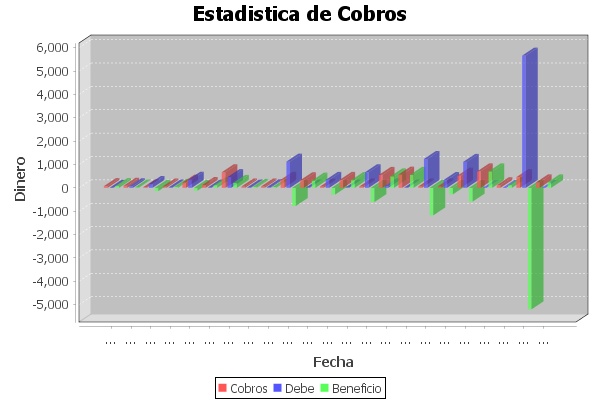 Estadistica de Cobros
6,000
5,000
4,000
3,000
2,000
1,000
0
-1,000
-2,000
-3,000
-4,000
-5,000
Dinero
... ... ... ... ... ... ... ... ... ... ... ... ... ... ... ... ... ... ... ... ... ... ...
Fecha
Cobros Debe Beneficio